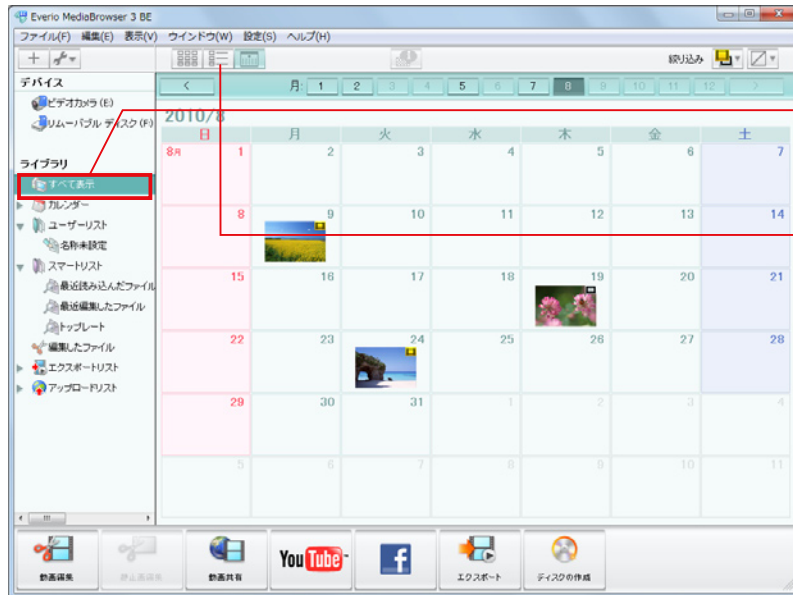 Everio MediaBrowser 3 BE
ファイル(F) 編集(E) 表示(V) ウインドウ(W) 設定(S) ヘルプ(H)
絞り込み
デバイス
ビデオカメラ (E)
リムーバブル ディスク (F)
ライブラリ
すべて表示
カレンダー
ユーザーリスト
名称未設定
スマートリスト
最近読み込んだファイル
最近編集したファイル
トップレート
編集したファイル
エクスポートリスト
アップロードリスト
< 月: 1 2 3 4 5 6 7 8 9 10 11 12 >
2010/8
日 月 火 水 木 金 土
8月 1 2 3 4 5 6 7
8 9 10 11 12 13 14
15 16 17 18 19 20 21
22 23 24 25 26 27 28
29 30 31 1 2 3 4
5 6 7 8 9 10 11
動画編集
静止画編集
動画共有
YouTube
f
エクスポート
ディスクの作成